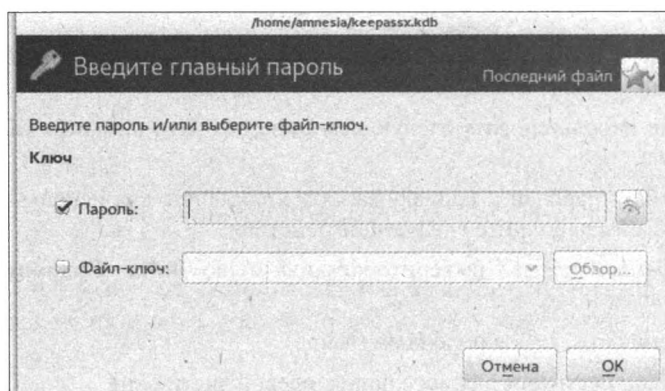 /home/amnesia/keepassx.kdb
Введите главный пароль
Последний файл
Введите пароль и/или выберите файл-ключ.
Ключ
Пароль:
Файл-ключ:
Обзор...
Отмена
OK